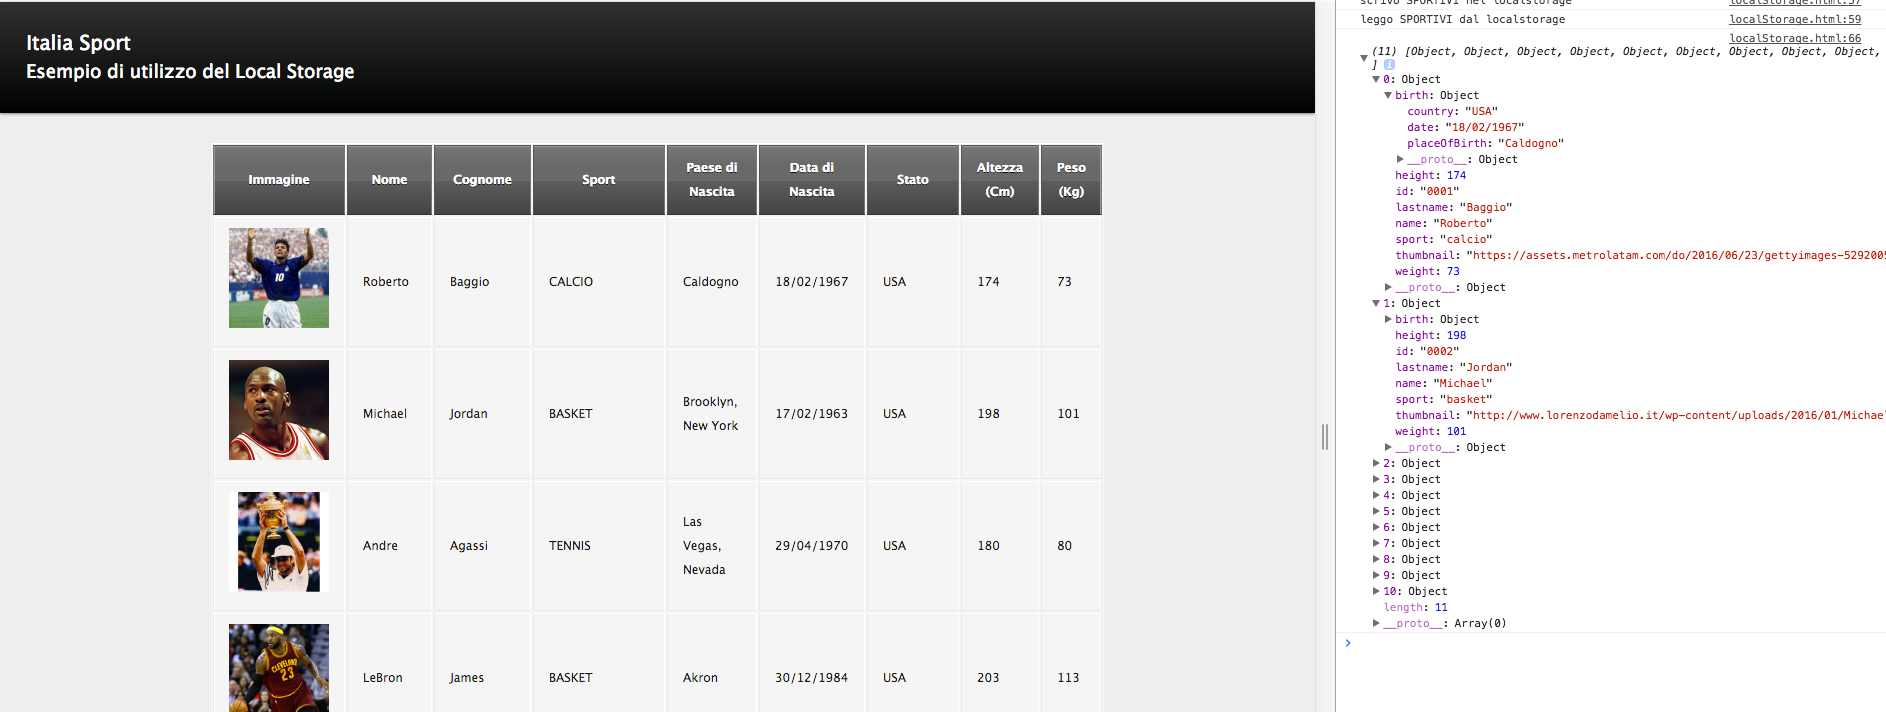 Italia Sport
Esempio di utilizzo del Local Storage
Immagine Nome Cognome Sport Paese di Nascita Data di Nascita Stato Altezza (Cm) Peso (Kg)
10
Roberto Baggio CALCIO Caldogno 18/02/1967 USA 174 73
Michael Jordan BASKET Brooklyn, New York 17/02/1963 USA 198 101
Andre Agassi TENNIS Las Vegas, Nevada 29/04/1970 USA 180 80
CLEVELAND
23
LeBron James BASKET Akron 30/12/1984 USA 203 113
scrivo SPORTIVI nel localstorage localStorage.html:57
leggo SPORTIVI dal localstorage localStorage.html:59
localStorage.html:66
(11) [Object, Object, Object, Object, Object, Object, Object, Object, Object,
]
0: Object
birth: Object
country: "USA"
date: "18/02/1967"
placeOfBirth: "Caldogno"
__proto__: Object
height: 174
id: "0001"
lastname: "Baggio"
name: "Roberto"
sport: "calcio"
thumbnail: "https://assets.metrolatam.com/do/2016/06/23/gettyimages-5292005
weight: 73
__proto__: Object
1: Object
birth: Object
height: 198
id: "0002"
lastname: "Jordan"
name: "Michael"
sport: "basket"
thumbnail: "http://www.lorenzodamelio.it/wp-content/uploads/2016/01/Michae
weight: 101
__proto__: Object
2: Object
3: Object
4: Object
5: Object
6: Object
7: Object
8: Object
9: Object
10: Object
length: 11
__proto__: Array(0)